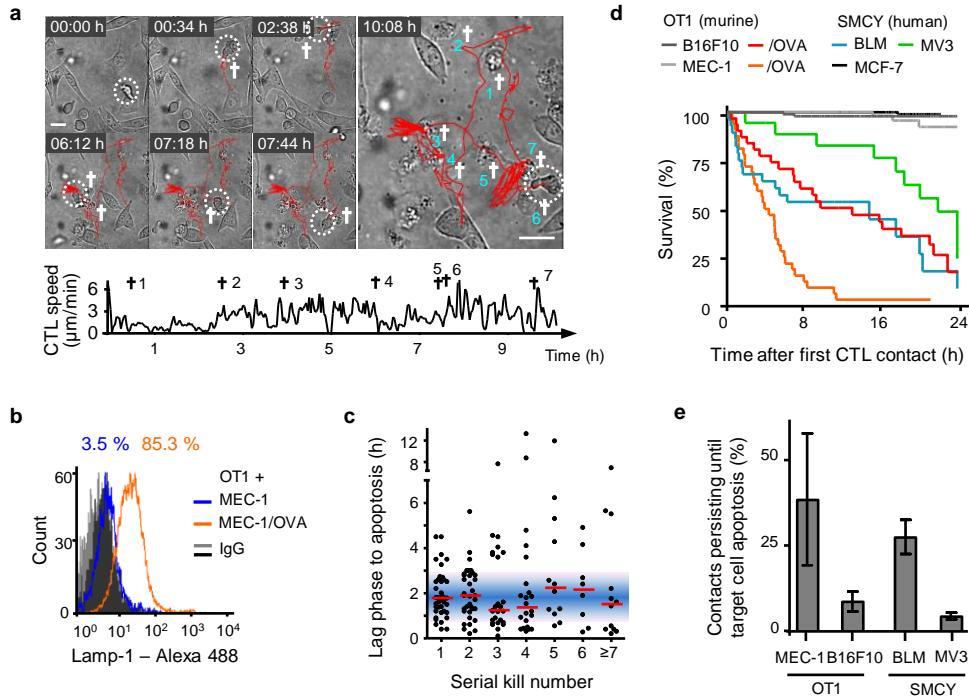 a
00:00 h
00:34 h
02:38 h
10:08 h
† † †
2
1
06:12 h
07:18 h
07:44 h
3
4
5
7
6
CTL speed
(µm/min)
6
3
0
†1 †2 †3 †4 5 6 †† †7
1 3 5 7 9
Time (h)
b
3.5 % 85.3 %
Count
60
30
0
OT1 +
MEC-1
MEC-1/OVA
IgG
10⁰ 10¹ 10² 10³ 10⁴
Lamp-1 – Alexa 488
c
Lag phase to apoptosis (h)
12
8
6
4
2
0
1 2 3 4 5 6 ≥7
Serial kill number
d
OT1 (murine) SMCY (human)
B16F10 /OVA BLM MV3
MEC-1 /OVA MCF-7
Survival (%)
100
50
0
0 8 16 24
Time after first CTL contact (h)
e
Contacts persisting until
target cell apoptosis (%)
50
25
0
MEC-1 B16F10 BLM MV3
OT1 SMCY